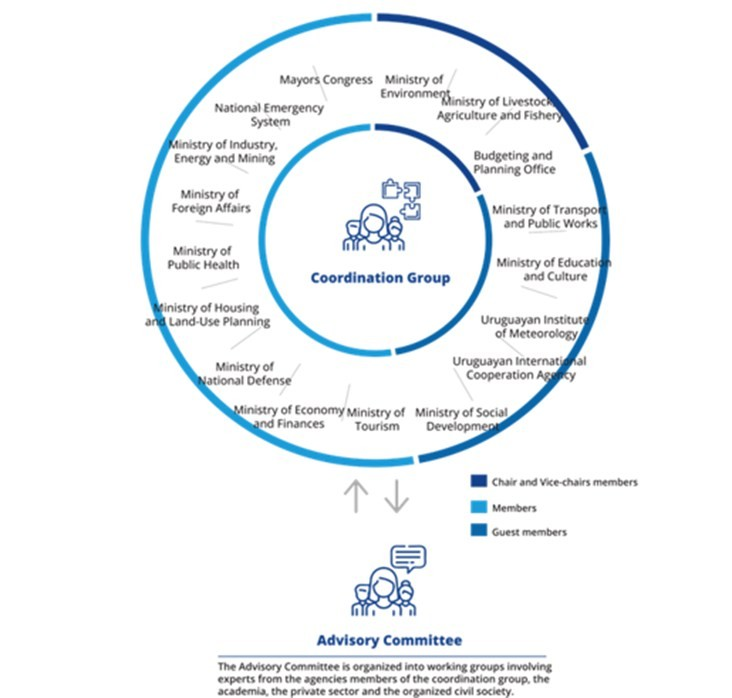 Mayors Congress
Ministry of
Environment
Ministry of Livestock,
Agriculture and Fishery
Budgeting and
Planning Office
Ministry of Transport
and Public Works
Ministry of Education
and Culture
Uruguayan Institute
of Meteorology
Uruguayan International
Cooperation Agency
Ministry of Social
Development
Ministry of
Tourism
Ministry of Economy
and Finances
Ministry of
National Defense
Ministry of Housing
and Land-Use Planning
Ministry of
Public Health
Ministry of
Foreign Affairs
Ministry of Industry,
Energy and Mining
National Emergency
System
Coordination Group
Chair and Vice-chairs members
Members
Guest members
Advisory Committee
The Advisory Committee is organized into working groups involving
experts from the agencies members of the coordination group, the
academia, the private sector and the organized civil society.